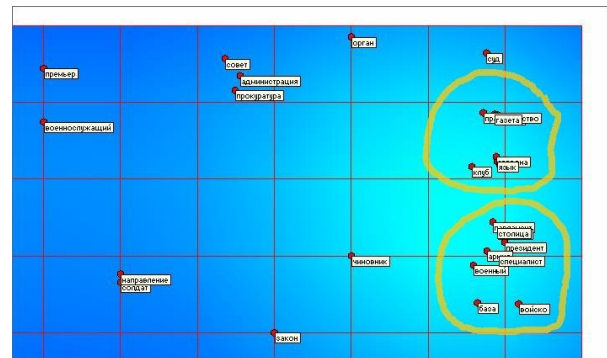 орган
суд
совет
премьер
администрация
прокуратура
газета
военнослужащий
язык
клуб
столица
президент
чиновник
специалист
военный
направление
солдат
база
войско
закон